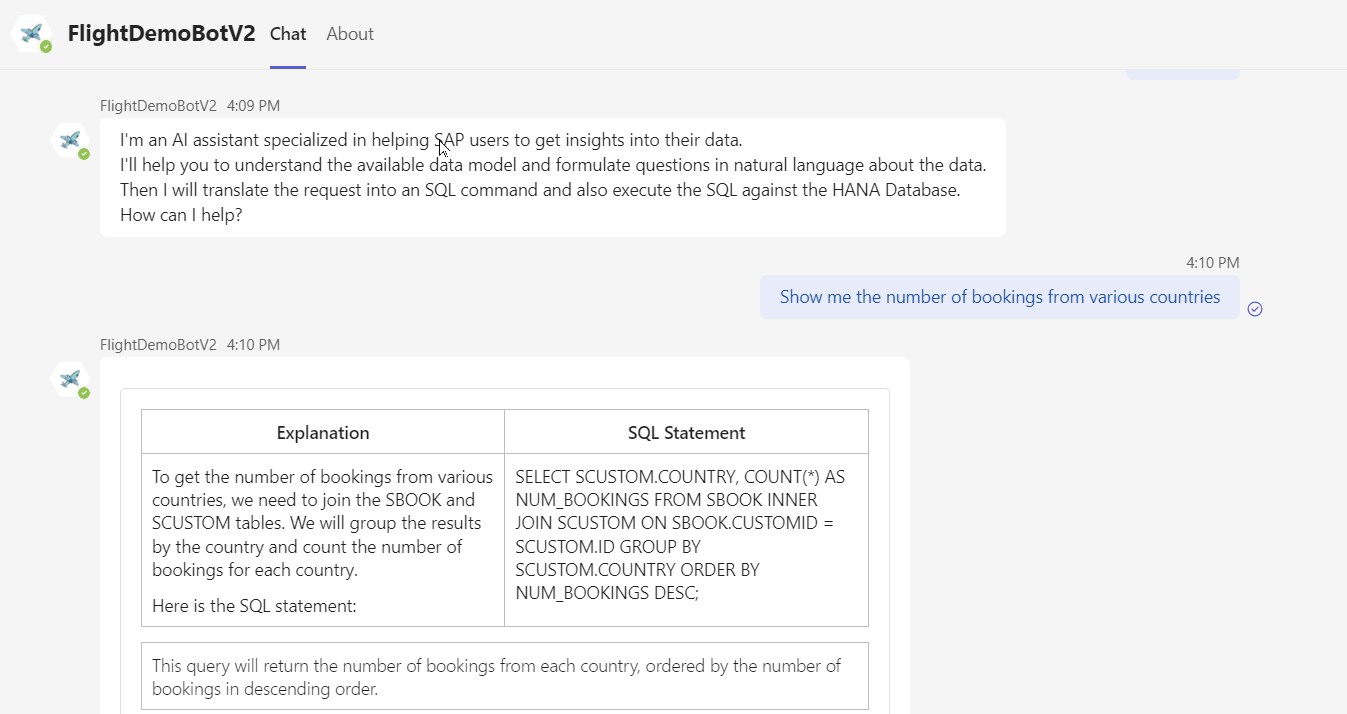 FlightDemoBotV2 Chat About
FlightDemoBotV2 4:09 PM
I'm an AI assistant specialized in helping SAP users to get insights into their data.
I'll help you to understand the available data model and formulate questions in natural language about the data.
Then I will translate the request into an SQL command and also execute the SQL against the HANA Database.
How can I help?
4:10 PM
Show me the number of bookings from various countries
FlightDemoBotV2 4:10 PM
Explanation
To get the number of bookings from various
countries, we need to join the SBOOK and
SCUSTOM tables. We will group the results
by the country and count the number of
bookings for each country.
Here is the SQL statement:
SQL Statement
SELECT SCUSTOM.COUNTRY, COUNT(*) AS
NUM_BOOKINGS FROM SBOOK INNER
JOIN SCUSTOM ON SBOOK.CUSTOMID =
SCUSTOM.ID GROUP BY
SCUSTOM.COUNTRY ORDER BY
NUM_BOOKINGS DESC;
This query will return the number of bookings from each country, ordered by the number of
bookings in descending order.